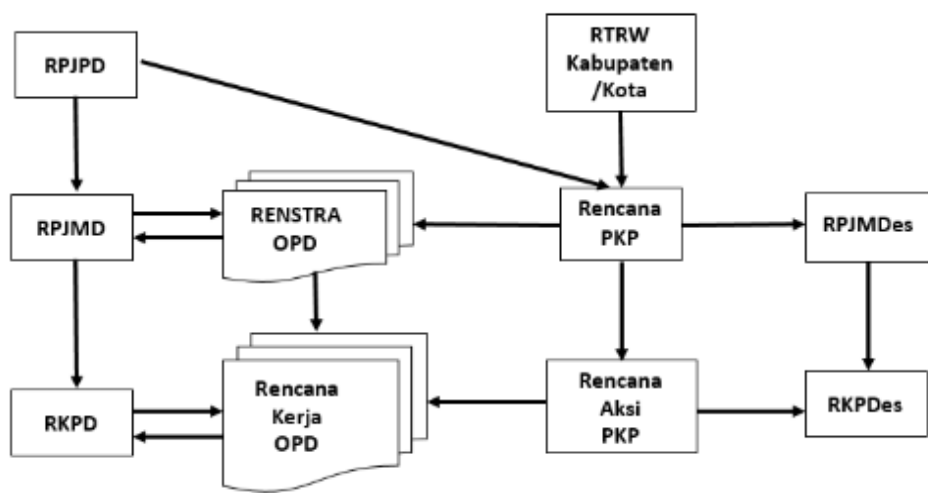 RPJPD
RTRW
Kabupaten
/Kota
RPJMD
RENSTRA
OPD
Rencana
PKP
RPJMDes
RKPD
Rencana
Kerja
OPD
Rencana
Aksi
PKP
RKPDes